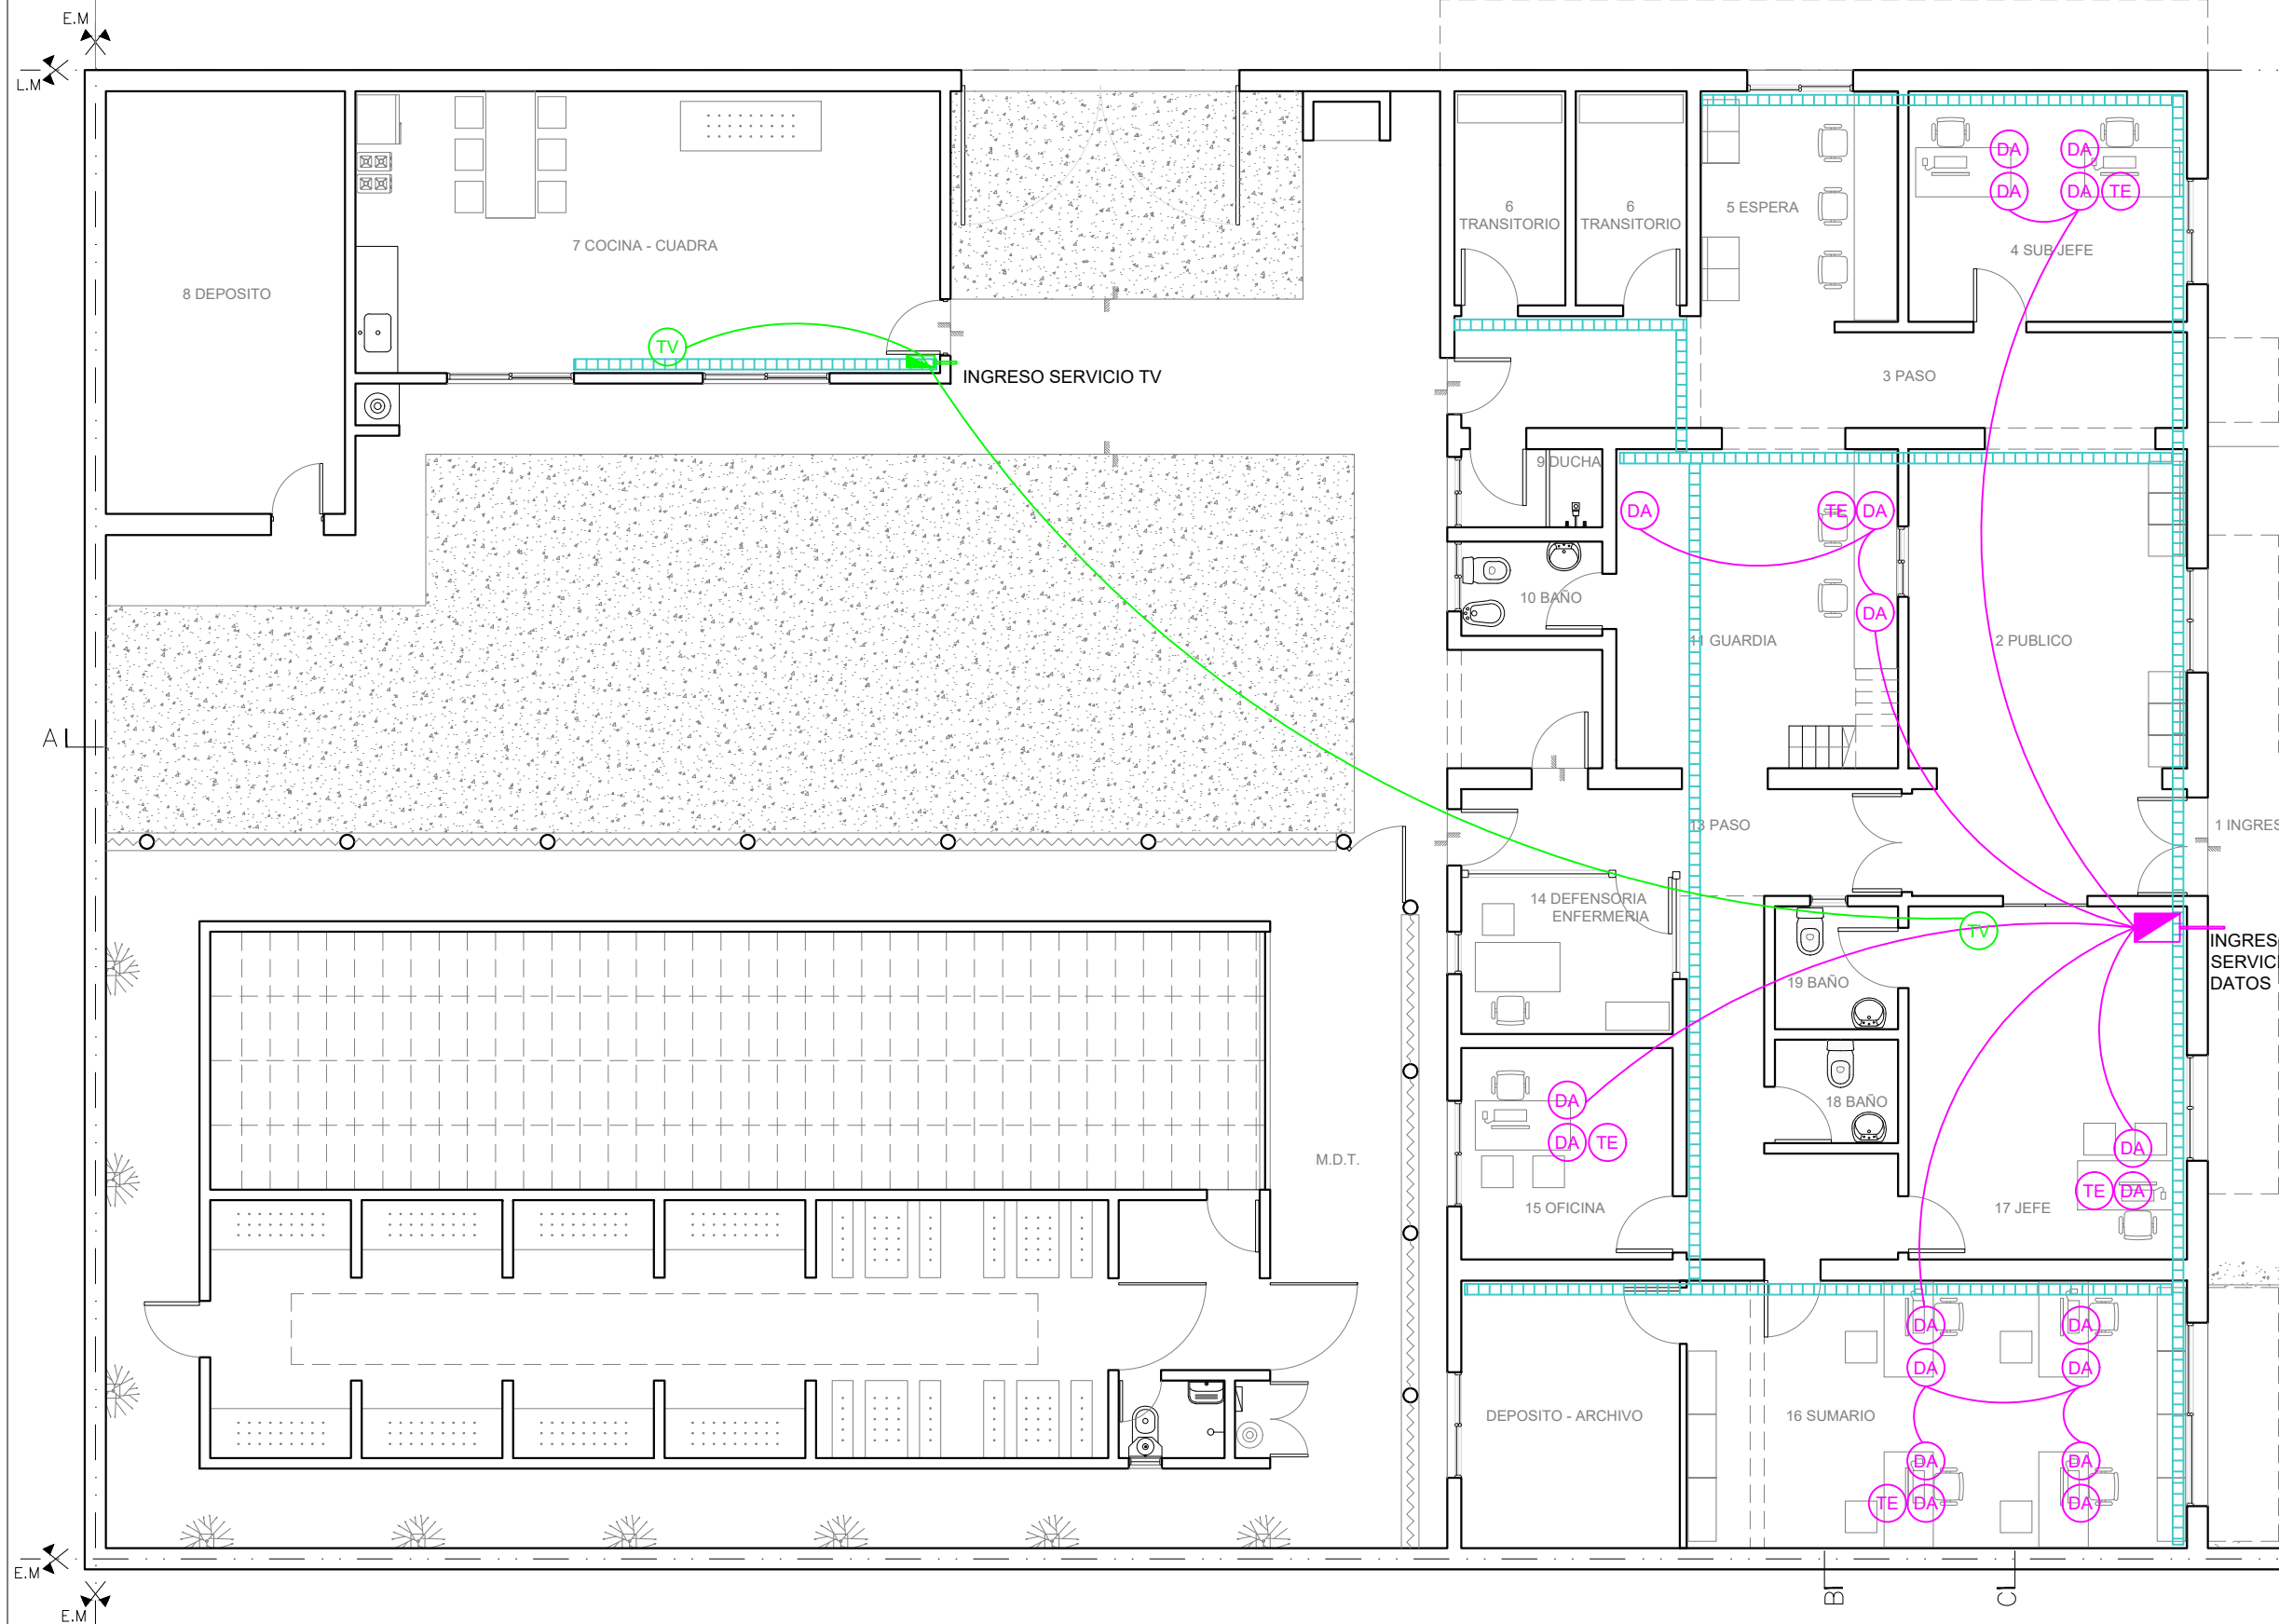 E.M
L.M
6
TRANSITORIO
6
TRANSITORIO
5 ESPERA
DA
DA
DA
DA
TE
4 SUB JEFE
7 COCINA - CUADRA
8 DEPOSITO
TV
INGRESO SERVICIO TV
3 PASO
9 DUCHA
DA
TE
DA
10 BAÑO
DA
11 GUARDIA
2 PUBLICO
A
13 PASO
1 INGRES
14 DEFENSORIA
ENFERMERIA
TV
INGRES
SERVICI
DATOS
19 BAÑO
DA
DA
TE
18 BAÑO
DA
TE
DA
M.D.T.
15 OFICINA
17 JEFE
DA
DA
DA
DA
DEPOSITO - ARCHIVO
16 SUMARIO
DA
DA
TE
DA
DA
E.M
E.M
B
C